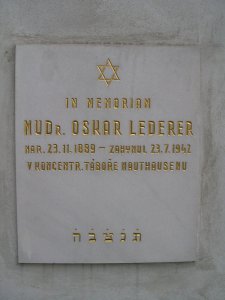 IN MEMORIAM
MUDR. OSKAR LEDERER
NAR. 23.11.1889 – ZAHYNUL 23.7.1942
V KONCENTR. TÁBOŘE MAUTHAUSENU
ת נ צ ב ה